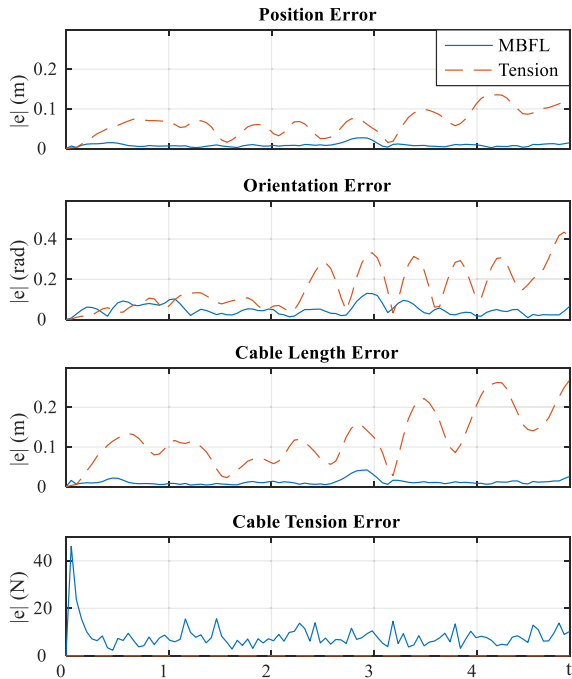 Position Error
MBFL
Tension
|e| (m)
0.2
0.1
0
Orientation Error
|e| (rad)
0.4
0.2
0
Cable Length Error
|e| (m)
0.2
0.1
0
Cable Tension Error
|e| (N)
40
20
0
0 1 2 3 4 t